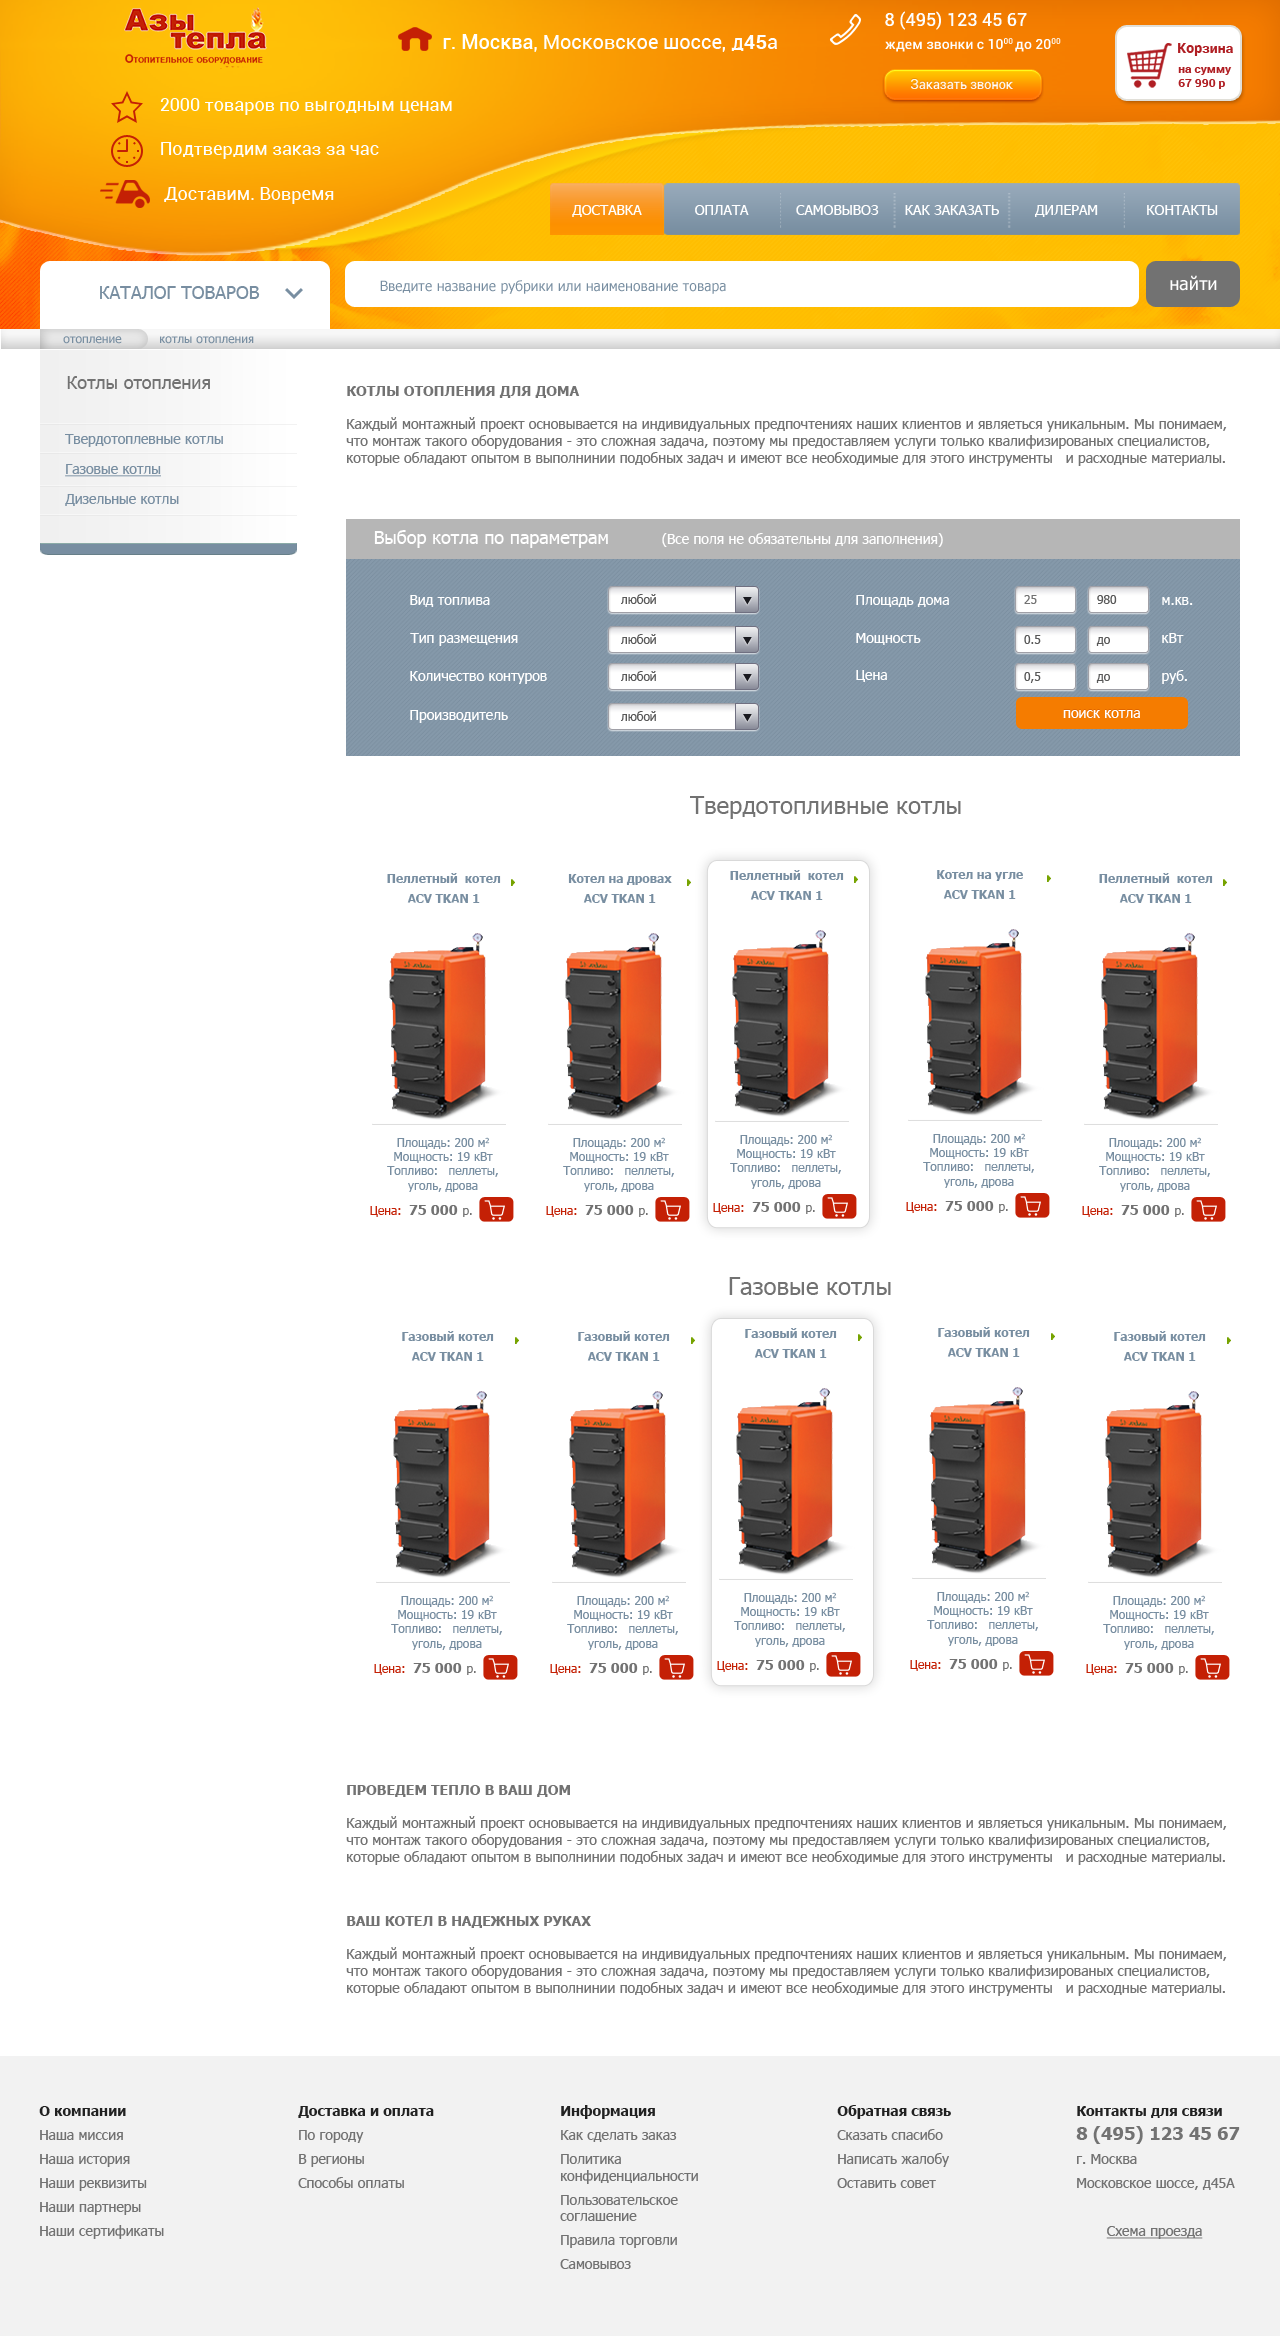 Азы
тепла
Отопительное оборудование
г. Москва, Московское шоссе, д45а
8 (495) 123 45 67
ждем звонки с 10⁰⁰ до 20⁰⁰
Заказать звонок
Корзина
на сумму
67 990 р
2000 товаров по выгодным ценам
Подтвердим заказ за час
Доставим. Вовремя
ДОСТАВКА ОПЛАТА САМОВЫВОЗ КАК ЗАКАЗАТЬ ДИЛЕРАМ КОНТАКТЫ
КАТАЛОГ ТОВАРОВ
Введите название рубрики или наименование товара
найти
отопление котлы отопления
Котлы отопления
Твердотоплевные котлы
Газовые котлы
Дизельные котлы
КОТЛЫ ОТОПЛЕНИЯ ДЛЯ ДОМА
Каждый монтажный проект основывается на индивидуальных предпочтениях наших клиентов и являеться уникальным. Мы понимаем,
что монтаж такого оборудования - это сложная задача, поэтому мы предоставляем услуги только квалифизированых специалистов,
которые обладают опытом в выполнинии подобных задач и имеют все необходимые для этого инструменты и расходные материалы.
Выбор котла по параметрам (Все поля не обязательны для заполнения)
Вид топлива любой Площадь дома 25 980 м.кв.
Тип размещения любой Мощность 0.5 до кВт
Количество контуров любой Цена 0,5 до руб.
Производитель любой поиск котла
Твердотопливные котлы
Пеллетный котел Котел на дровах Пеллетный котел Котел на угле Пеллетный котел
ACV TKAN 1 ACV TKAN 1 ACV TKAN 1 ACV TKAN 1 ACV TKAN 1
Площадь: 200 м² Площадь: 200 м² Площадь: 200 м² Площадь: 200 м² Площадь: 200 м²
Мощность: 19 кВт Мощность: 19 кВт Мощность: 19 кВт Мощность: 19 кВт Мощность: 19 кВт
Топливо: пеллеты, Топливо: пеллеты, Топливо: пеллеты, Топливо: пеллеты, Топливо: пеллеты,
уголь, дрова уголь, дрова уголь, дрова уголь, дрова уголь, дрова
Цена: 75 000 р. Цена: 75 000 р. Цена: 75 000 р. Цена: 75 000 р. Цена: 75 000 р.
Газовые котлы
Газовый котел Газовый котел Газовый котел Газовый котел Газовый котел
ACV TKAN 1 ACV TKAN 1 ACV TKAN 1 ACV TKAN 1 ACV TKAN 1
Площадь: 200 м² Площадь: 200 м² Площадь: 200 м² Площадь: 200 м² Площадь: 200 м²
Мощность: 19 кВт Мощность: 19 кВт Мощность: 19 кВт Мощность: 19 кВт Мощность: 19 кВт
Топливо: пеллеты, Топливо: пеллеты, Топливо: пеллеты, Топливо: пеллеты, Топливо: пеллеты,
уголь, дрова уголь, дрова уголь, дрова уголь, дрова уголь, дрова
Цена: 75 000 р. Цена: 75 000 р. Цена: 75 000 р. Цена: 75 000 р. Цена: 75 000 р.
ПРОВЕДЕМ ТЕПЛО В ВАШ ДОМ
Каждый монтажный проект основывается на индивидуальных предпочтениях наших клиентов и являеться уникальным. Мы понимаем,
что монтаж такого оборудования - это сложная задача, поэтому мы предоставляем услуги только квалифизированых специалистов,
которые обладают опытом в выполнинии подобных задач и имеют все необходимые для этого инструменты и расходные материалы.
ВАШ КОТЕЛ В НАДЕЖНЫХ РУКАХ
Каждый монтажный проект основывается на индивидуальных предпочтениях наших клиентов и являеться уникальным. Мы понимаем,
что монтаж такого оборудования - это сложная задача, поэтому мы предоставляем услуги только квалифизированых специалистов,
которые обладают опытом в выполнинии подобных задач и имеют все необходимые для этого инструменты и расходные материалы.
О компании
Наша миссия
Наша история
Наши реквизиты
Наши партнеры
Наши сертификаты
Доставка и оплата
По городу
В регионы
Способы оплаты
Информация
Как сделать заказ
Политика
конфиденциальности
Пользовательское
соглашение
Правила торговли
Самовывоз
Обратная связь
Сказать спасибо
Написать жалобу
Оставить совет
Контакты для связи
8 (495) 123 45 67
г. Москва
Московское шоссе, д45А
Схема проезда